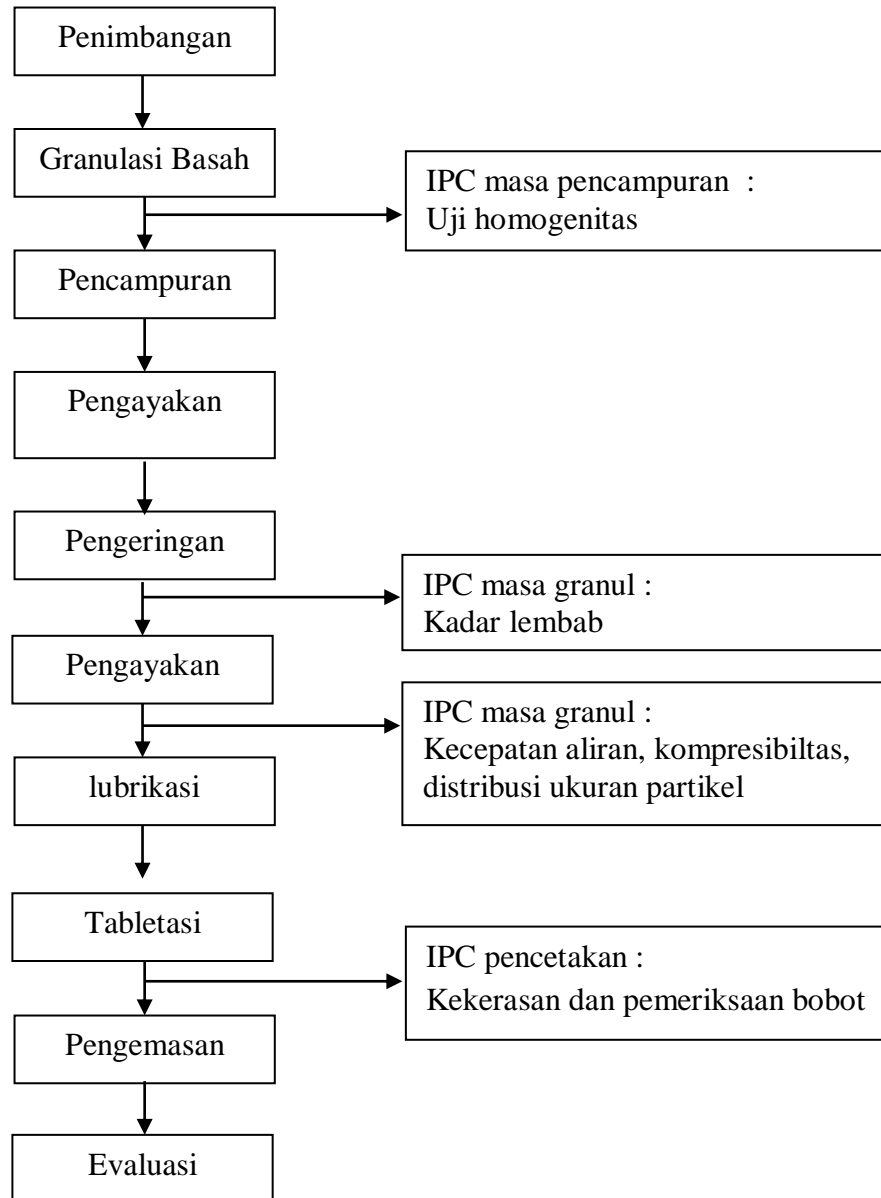 Penimbangan
Granulasi Basah
IPC masa pencampuran :
Uji homogenitas
Pencampuran
Pengayakan
Pengeringan
IPC masa granul :
Kadar lembab
Pengayakan
IPC masa granul :
Kecepatan aliran, kompresibiltas,
distribusi ukuran partikel
lubrikasi
Tabletasi
IPC pencetakan :
Kekerasan dan pemeriksaan bobot
Pengemasan
Evaluasi